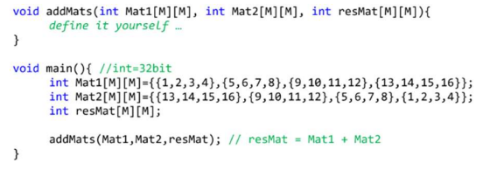 void addMats(int Mat1[M][M], int Mat2[M][M], int resMat[M][M]){
define it yourself …
}
void main(){ //int=32bit
int Mat1[M][M]={{1,2,3,4},{5,6,7,8},{9,10,11,12},{13,14,15,16}};
int Mat2[M][M]={{13,14,15,16},{9,10,11,12},{5,6,7,8},{1,2,3,4}};
int resMat[M][M];
addMats(Mat1,Mat2,resMat); // resMat = Mat1 + Mat2
}